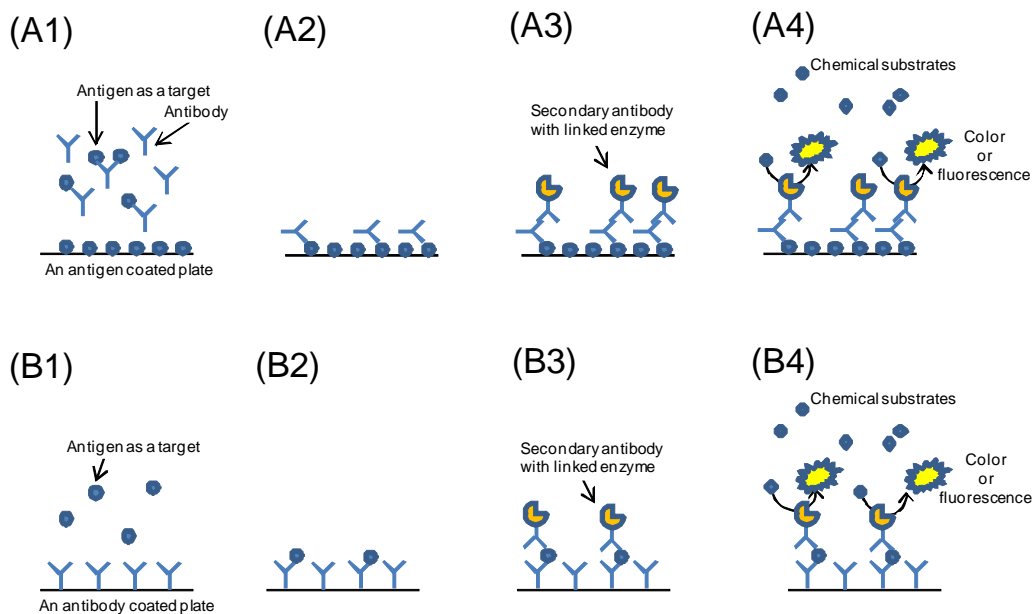 (A1)
(A2)
(A3)
(A4)
Antigen as a target
Antibody
An antigen coated plate
Secondary antibody
with linked enzyme
Chemical substrates
Color
or
fluorescence
(B1)
(B2)
(B3)
(B4)
Antigen as a target
An antibody coated plate
Secondary antibody
with linked enzyme
Chemical substrates
Color
or
fluorescence